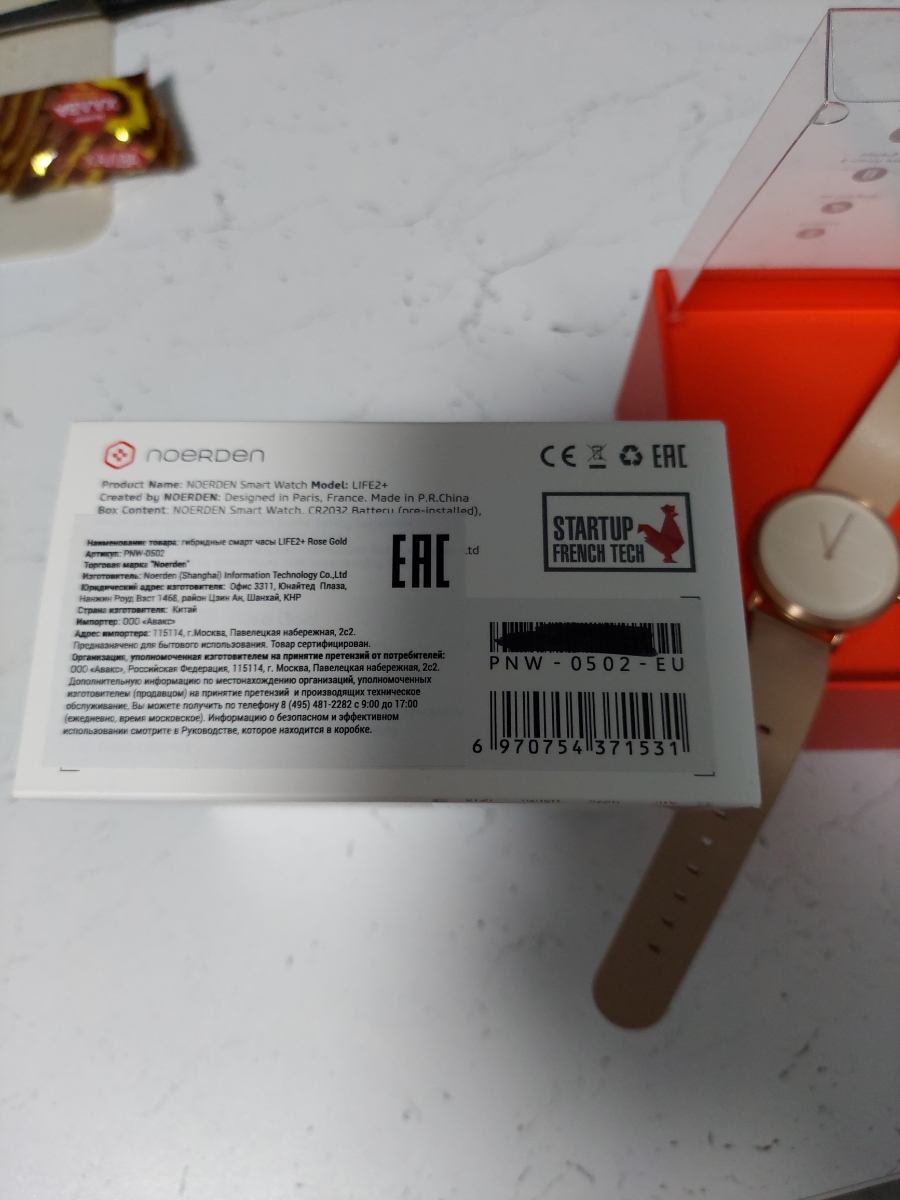 noerden
CE EAC
Product Name: NOERDEN Smart Watch Model: LIFE2+
Created by NOERDEN: Designed in Paris, France. Made in P.R.China
Box Content: NOERDEN Smart Watch, CR2032 Battery (pre-installed),
.td
EAC
Наименование товара: гибридные смарт часы LIFE2+ Rose Gold
Артикул: PNW-0502
Торговая марка "Noerden"
Изготовитель: Noerden (Shanghai) Information Technology Co.,Ltd
Юридический адрес изготовителя: Офис 3311, Юнайтед Плаза,
Нанжин Роуд Вэст 1468, район Цзин Ан, Шанхай, КНР
Страна изготовителя: Китай
Импортер: ООО «Авакс»
Адрес импортера: 115114, г.Москва, Павелецкая набережная, 2с2.
Предназначено для бытового использования. Товар сертифицирован.
Организация, уполномоченная изготовителем на принятие претензий от потребителей:
ООО «Авакс», Российская Федерация, 115114, г. Москва, Павелецкая набережная, 2с2.
Дополнительную информацию по местонахождению организаций, уполномоченных
изготовителем (продавцом) на принятие претензий и производящих техническое
обслуживание, Вы можете получить по телефону 8 (495) 481-2282 с 9:00 до 17:00
(ежедневно, время московское). Информацию о безопасном и эффективном
использовании смотрите в Руководстве, которое находится в коробке.
STARTUP
FRENCH TECH
PNW-0502-EU
6 970754 371531